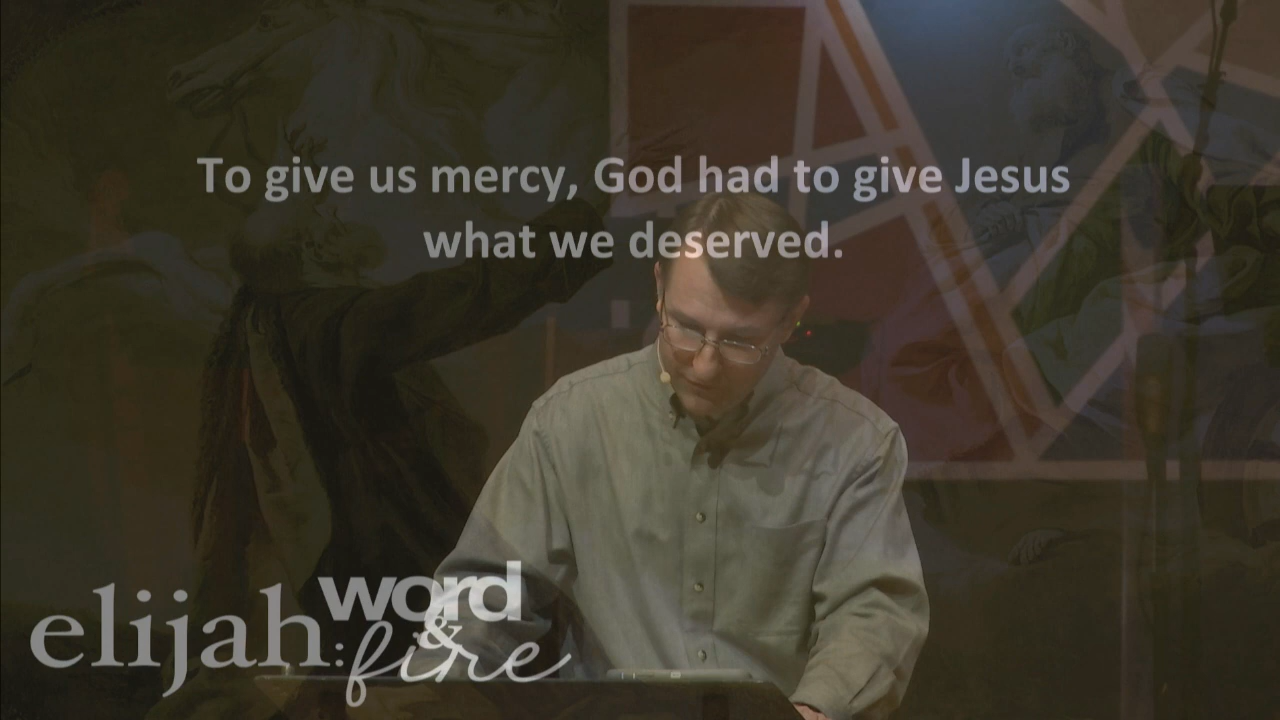 To give us mercy, God had to give Jesus
what we deserved.
elijah: word
& fire